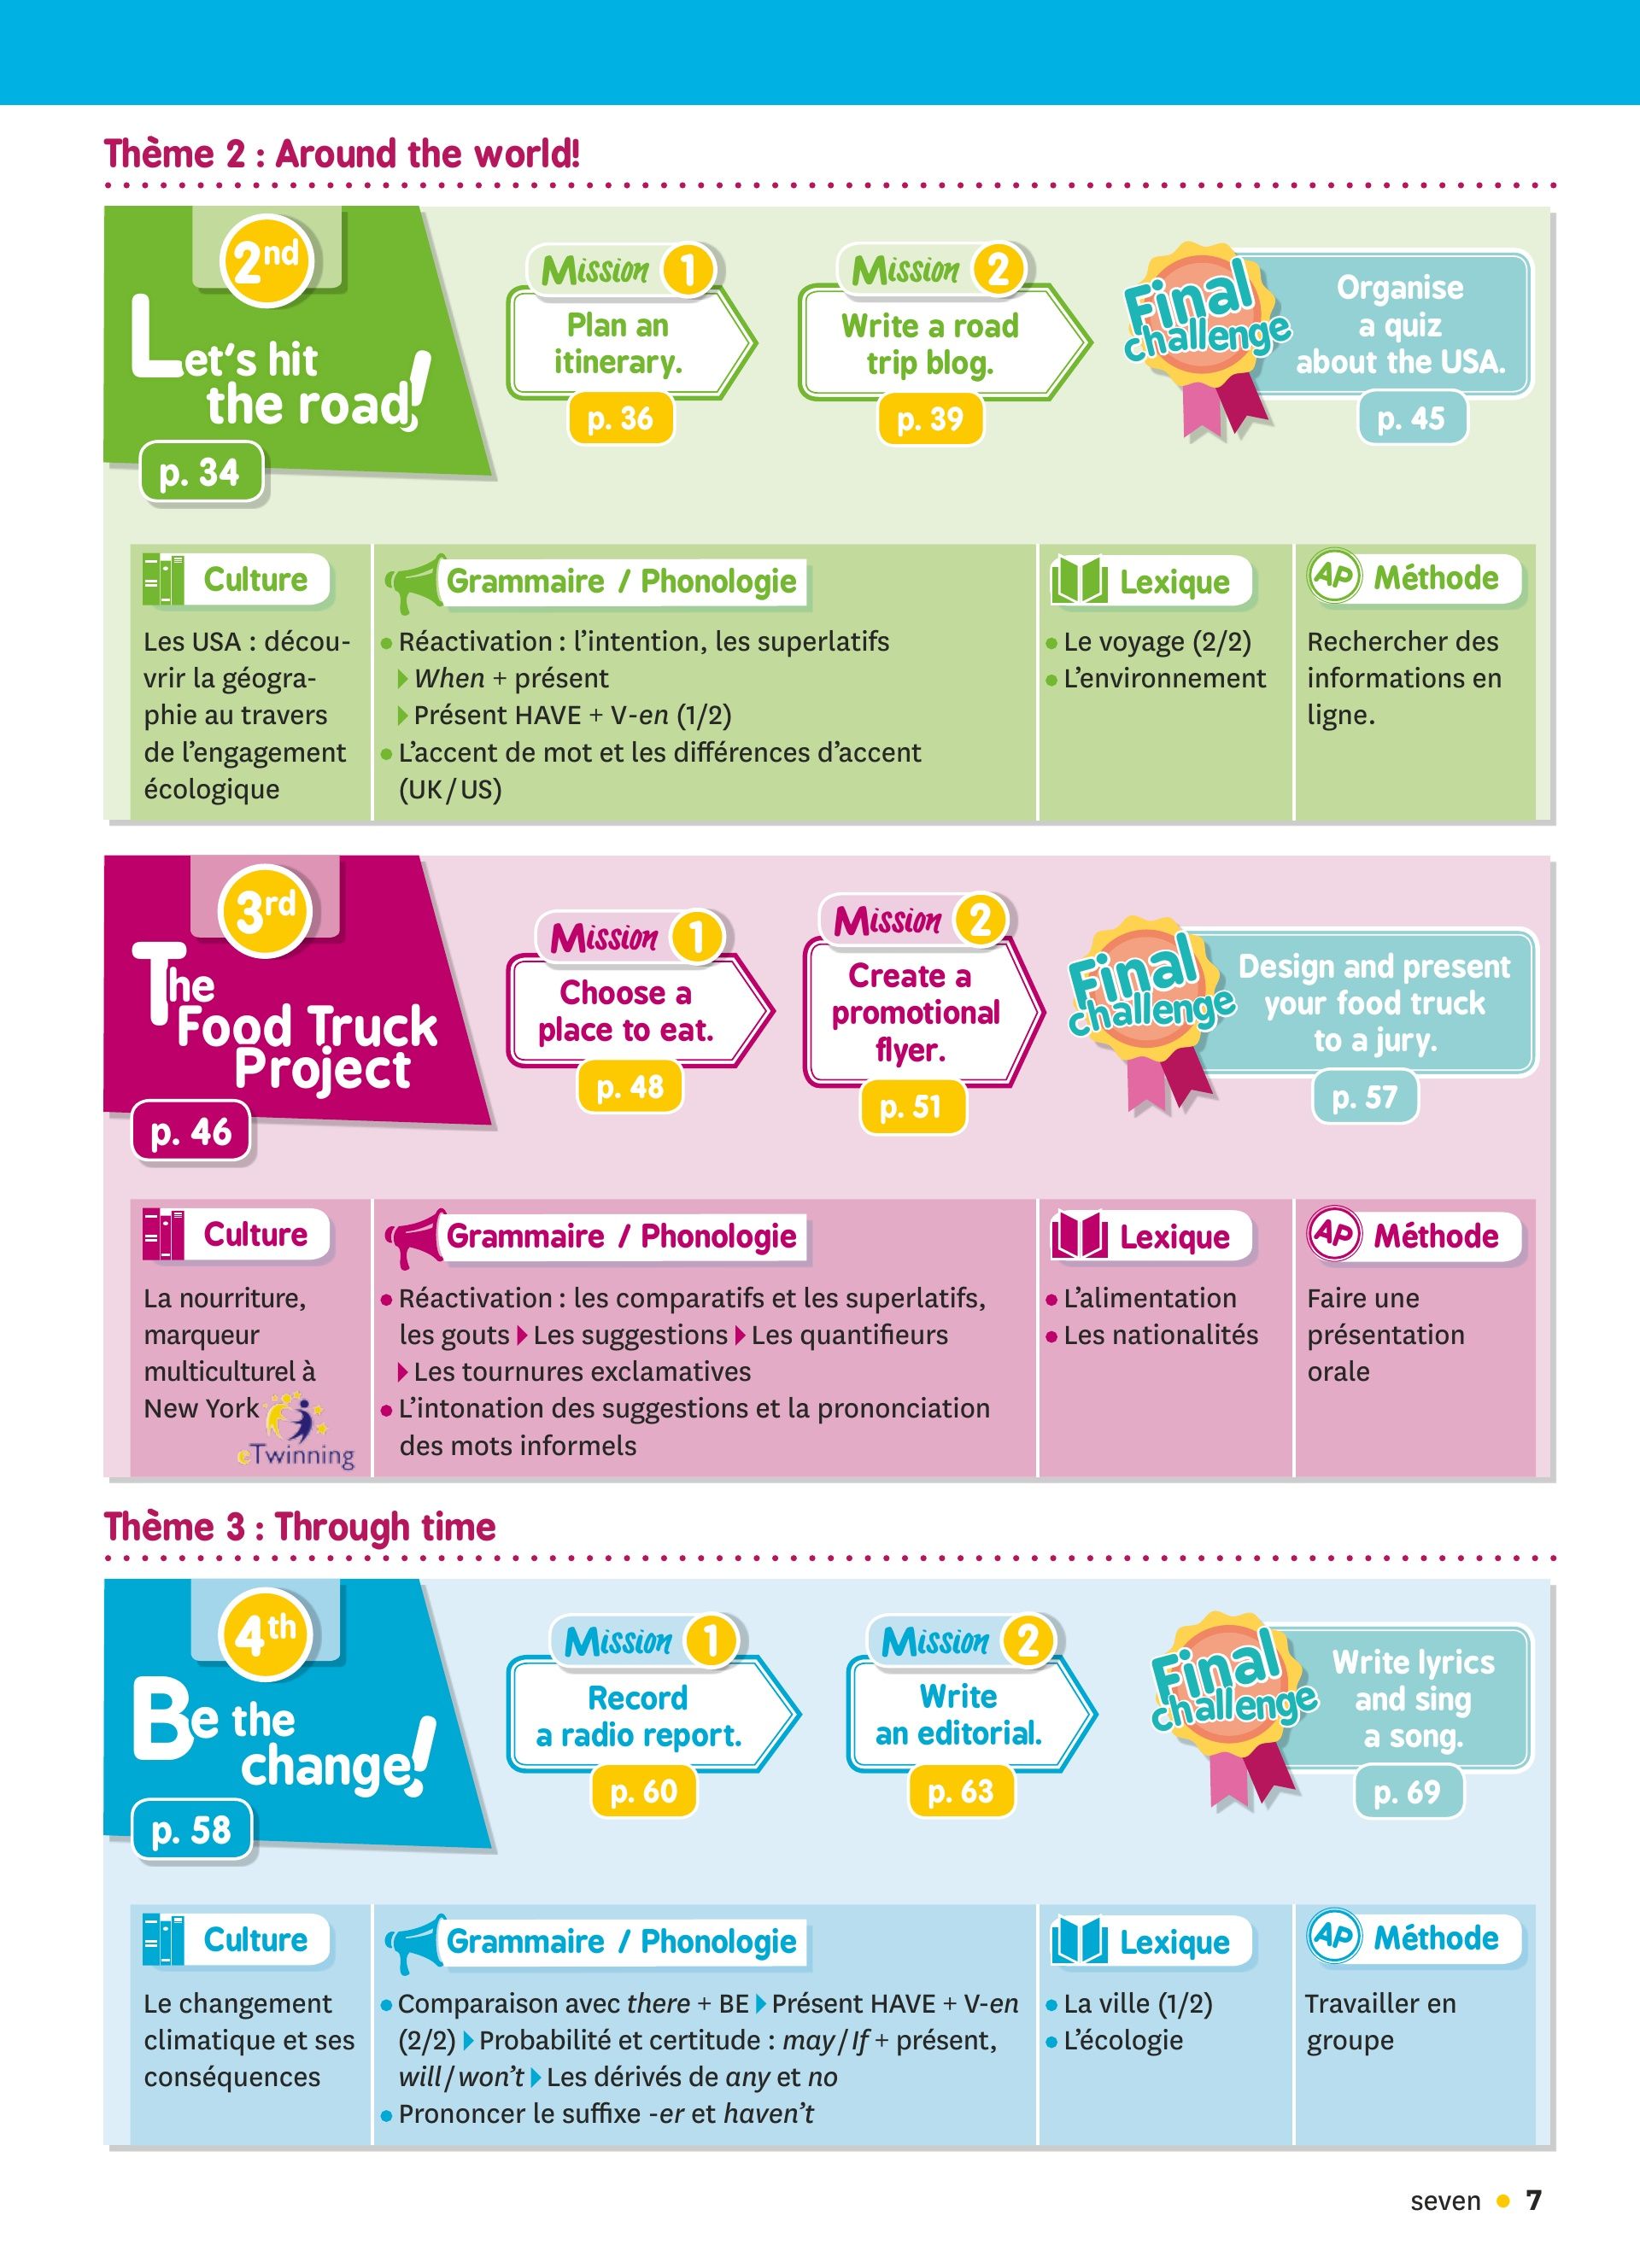 Thème 2 : Around the world!
2nd
Let's hit
the road!
p. 34
Mission 1
Plan an
itinerary.
p. 36
Mission 2
Write a road
trip blog.
p. 39
Final
challenge
Organise
a quiz
about the USA.
p. 45
Culture
Les USA : décou-
vrir la géogra-
phie au travers
de l'engagement
écologique
Grammaire / Phonologie
• Réactivation : l'intention, les superlatifs
▶ When + présent
▶ Présent HAVE + V-en (1/2)
• L'accent de mot et les différences d'accent
(UK / US)
Lexique
• Le voyage (2/2)
• L'environnement
AP Méthode
Rechercher des
informations en
ligne.
3rd
The
Food Truck
Project
p. 46
Mission 1
Choose a
place to eat.
p. 48
Mission 2
Create a
promotional
flyer.
p. 51
Final
challenge
Design and present
your food truck
to a jury.
p. 57
Culture
La nourriture,
marqueur
multiculturel à
New York
eTwinning
Grammaire / Phonologie
• Réactivation : les comparatifs et les superlatifs,
les gouts ▶ Les suggestions ▶ Les quantifieurs
▶ Les tournures exclamatives
• L'intonation des suggestions et la prononciation
des mots informels
Lexique
• L'alimentation
• Les nationalités
AP Méthode
Faire une
présentation
orale
Thème 3 : Through time
4th
Be the
change!
p. 58
Mission 1
Record
a radio report.
p. 60
Mission 2
Write
an editorial.
p. 63
Final
challenge
Write lyrics
and sing
a song.
p. 69
Culture
Le changement
climatique et ses
conséquences
Grammaire / Phonologie
• Comparaison avec there + BE ▶ Présent HAVE + V-en
(2/2) ▶ Probabilité et certitude : may / If + présent,
will / won't ▶ Les dérivés de any et no
• Prononcer le suffixe -er et haven't
Lexique
• La ville (1/2)
• L'écologie
AP Méthode
Travailler en
groupe
seven • 7